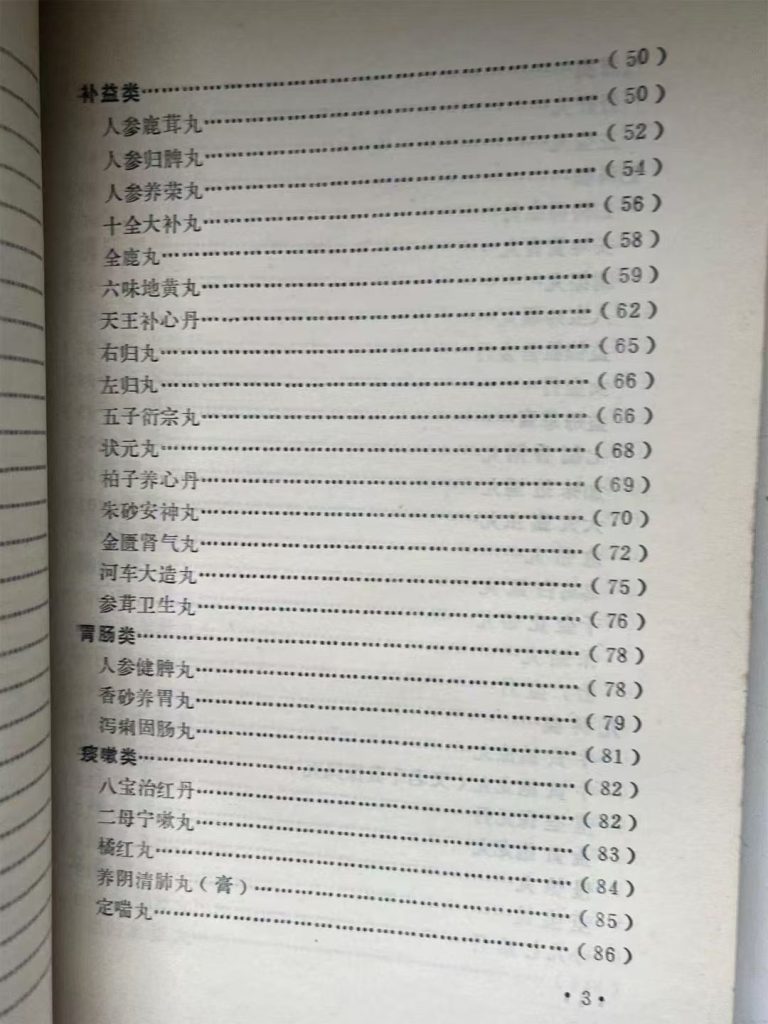 补益类……………………………（50）
人参鹿茸丸……………………………（50）
人参归脾丸……………………………（52）
人参养荣丸……………………………（54）
十全大补丸……………………………（56）
全鹿丸……………………………（58）
六味地黄丸……………………………（59）
天王补心丹……………………………（62）
右归丸……………………………（65）
左归丸……………………………（66）
五子衍宗丸……………………………（66）
状元丸……………………………（68）
柏子养心丹……………………………（69）
朱砂安神丸……………………………（70）
金匮肾气丸……………………………（72）
河车大造丸……………………………（75）
参茸卫生丸……………………………（76）
胃肠类……………………………（78）
人参健脾丸……………………………（78）
香砂养胃丸……………………………（79）
泻痢固肠丸……………………………（81）
痰嗽类……………………………（82）
八宝治红丹……………………………（82）
二母宁嗽丸……………………………（83）
橘红丸……………………………（84）
养阴清肺丸（膏）……………………………（85）
定喘丸……………………………（86）
·3·